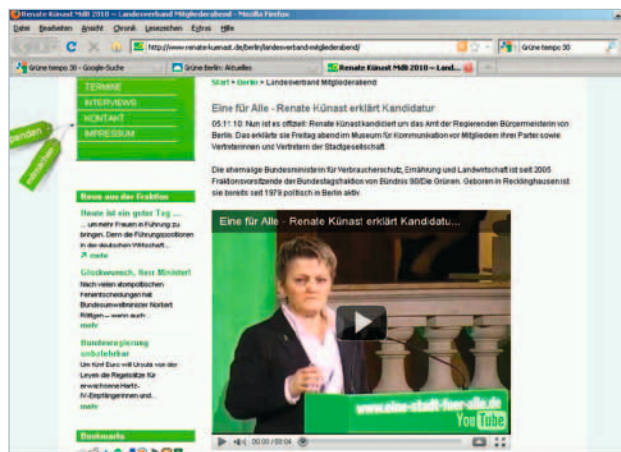 Renate Künast MdB 2010 — Landesverband Mitgliederabend - Mozilla Firefox
Datei Bearbeiten Ansicht Chronik Lesezeichen Extras Hilfe
http://www.renate-kuenast.de/berlin/landesverband-mitgliederabend/
Grüne tempo 30
Grüne tempo 30 - Google-Suche
Grüne Berlin: Aktuelles
Renate Künast MdB 2010 — Land...
TERMINE
INTERVIEWS
KONTAKT
IMPRESSUM
mitmachen
Neues aus der Fraktion
Heute ist ein guter Tag ...
... um mehr Frauen in Führung zu
bringen. Denn die Führungspositionen
in der deutschen Wirtschaft...
mehr
Glückwunsch, Herr Minister!
Nach vielen atompolitischen
Fehlentscheidungen hat
Bundesumweltminister Norbert
Röttgen – wenn auch...
mehr
Bundesregierung
unbelehrbar
Um fünf Euro will Ursula von der
Leyen die Regelsätze für
erwachsene Hartz-
IV-Empfängerinnen und...
mehr
Bookmarks
Start » Berlin » Landesverband Mitgliederabend
Eine für Alle - Renate Künast erklärt Kandidatur
05.11.10: Nun ist es offiziell: Renate Künast kandidiert um das Amt der Regierenden Bürgermeisterin von
Berlin. Das erklärte sie Freitag abend im Museum für Kommunikation vor Mitgliedern ihrer Partei sowie
Vertreterinnen und Vertretern der Stadtgesellschaft.
Die ehemalige Bundesministerin für Verbraucherschutz, Ernährung und Landwirtschaft ist seit 2005
Fraktionsvorsitzende der Bundestagsfraktion von Bündnis 90/Die Grünen. Geboren in Recklinghausen ist
sie bereits seit 1979 politisch in Berlin aktiv.
Eine für Alle - Renate Künast erklärt Kandidatu...
www.eine-stadt-fuer-alle.de
YouTube